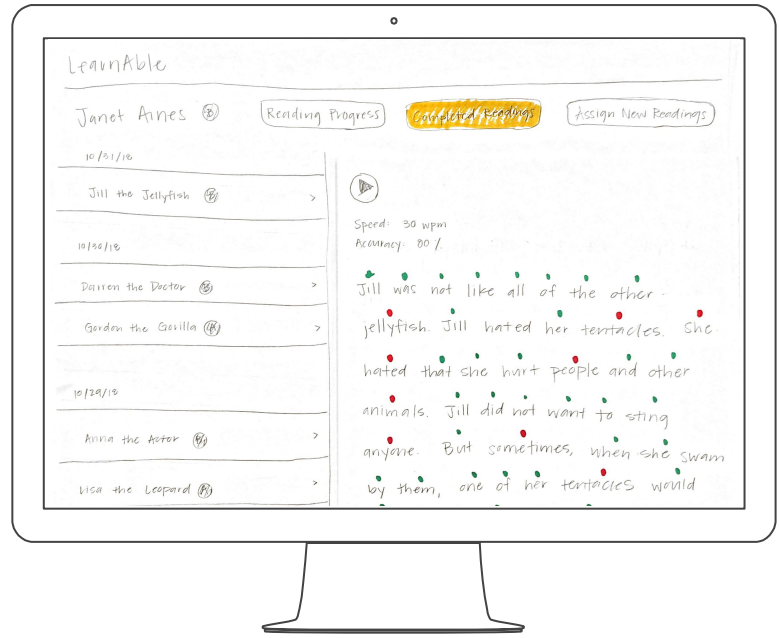 LearnAble
Janet Aines
Reading Progress
Completed Readings
Assign New Readings
10/31/18
Jill the Jellyfish >
10/30/18
Darren the Doctor >
Gordon the Gorilla >
10/29/18
Anna the Actor >
Lisa the Leopard >
Speed: 30 wpm
Accuracy: 80%
Jill was not like all of the other
jellyfish. Jill hated her tentacles. She
hated that she hurt people and other
animals. Jill did not want to sting
anyone. But sometimes, when she swam
by them, one of her tentacles would